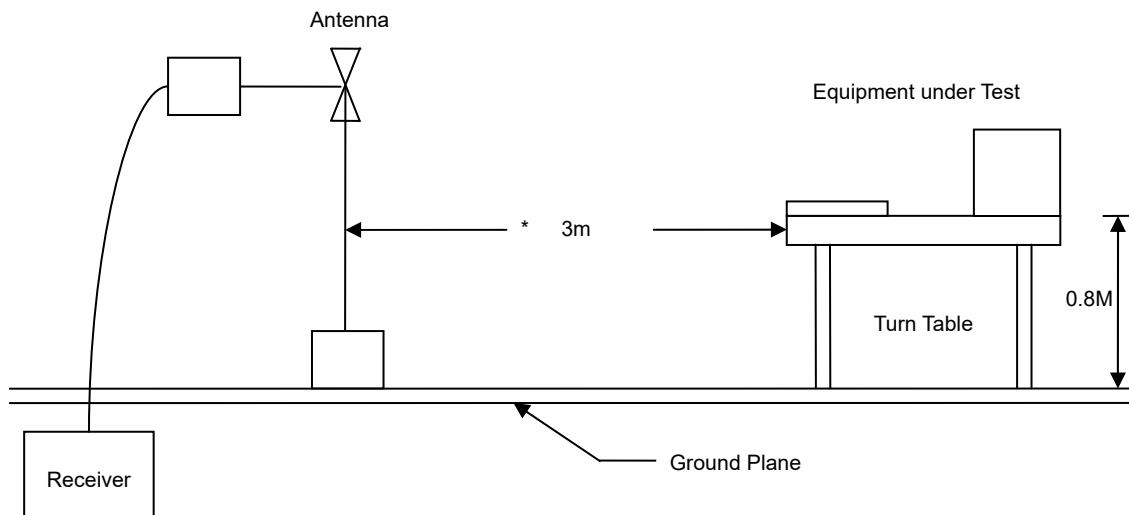 Antenna
Equipment under Test
* 3m
0.8M
Turn Table
Ground Plane
Receiver